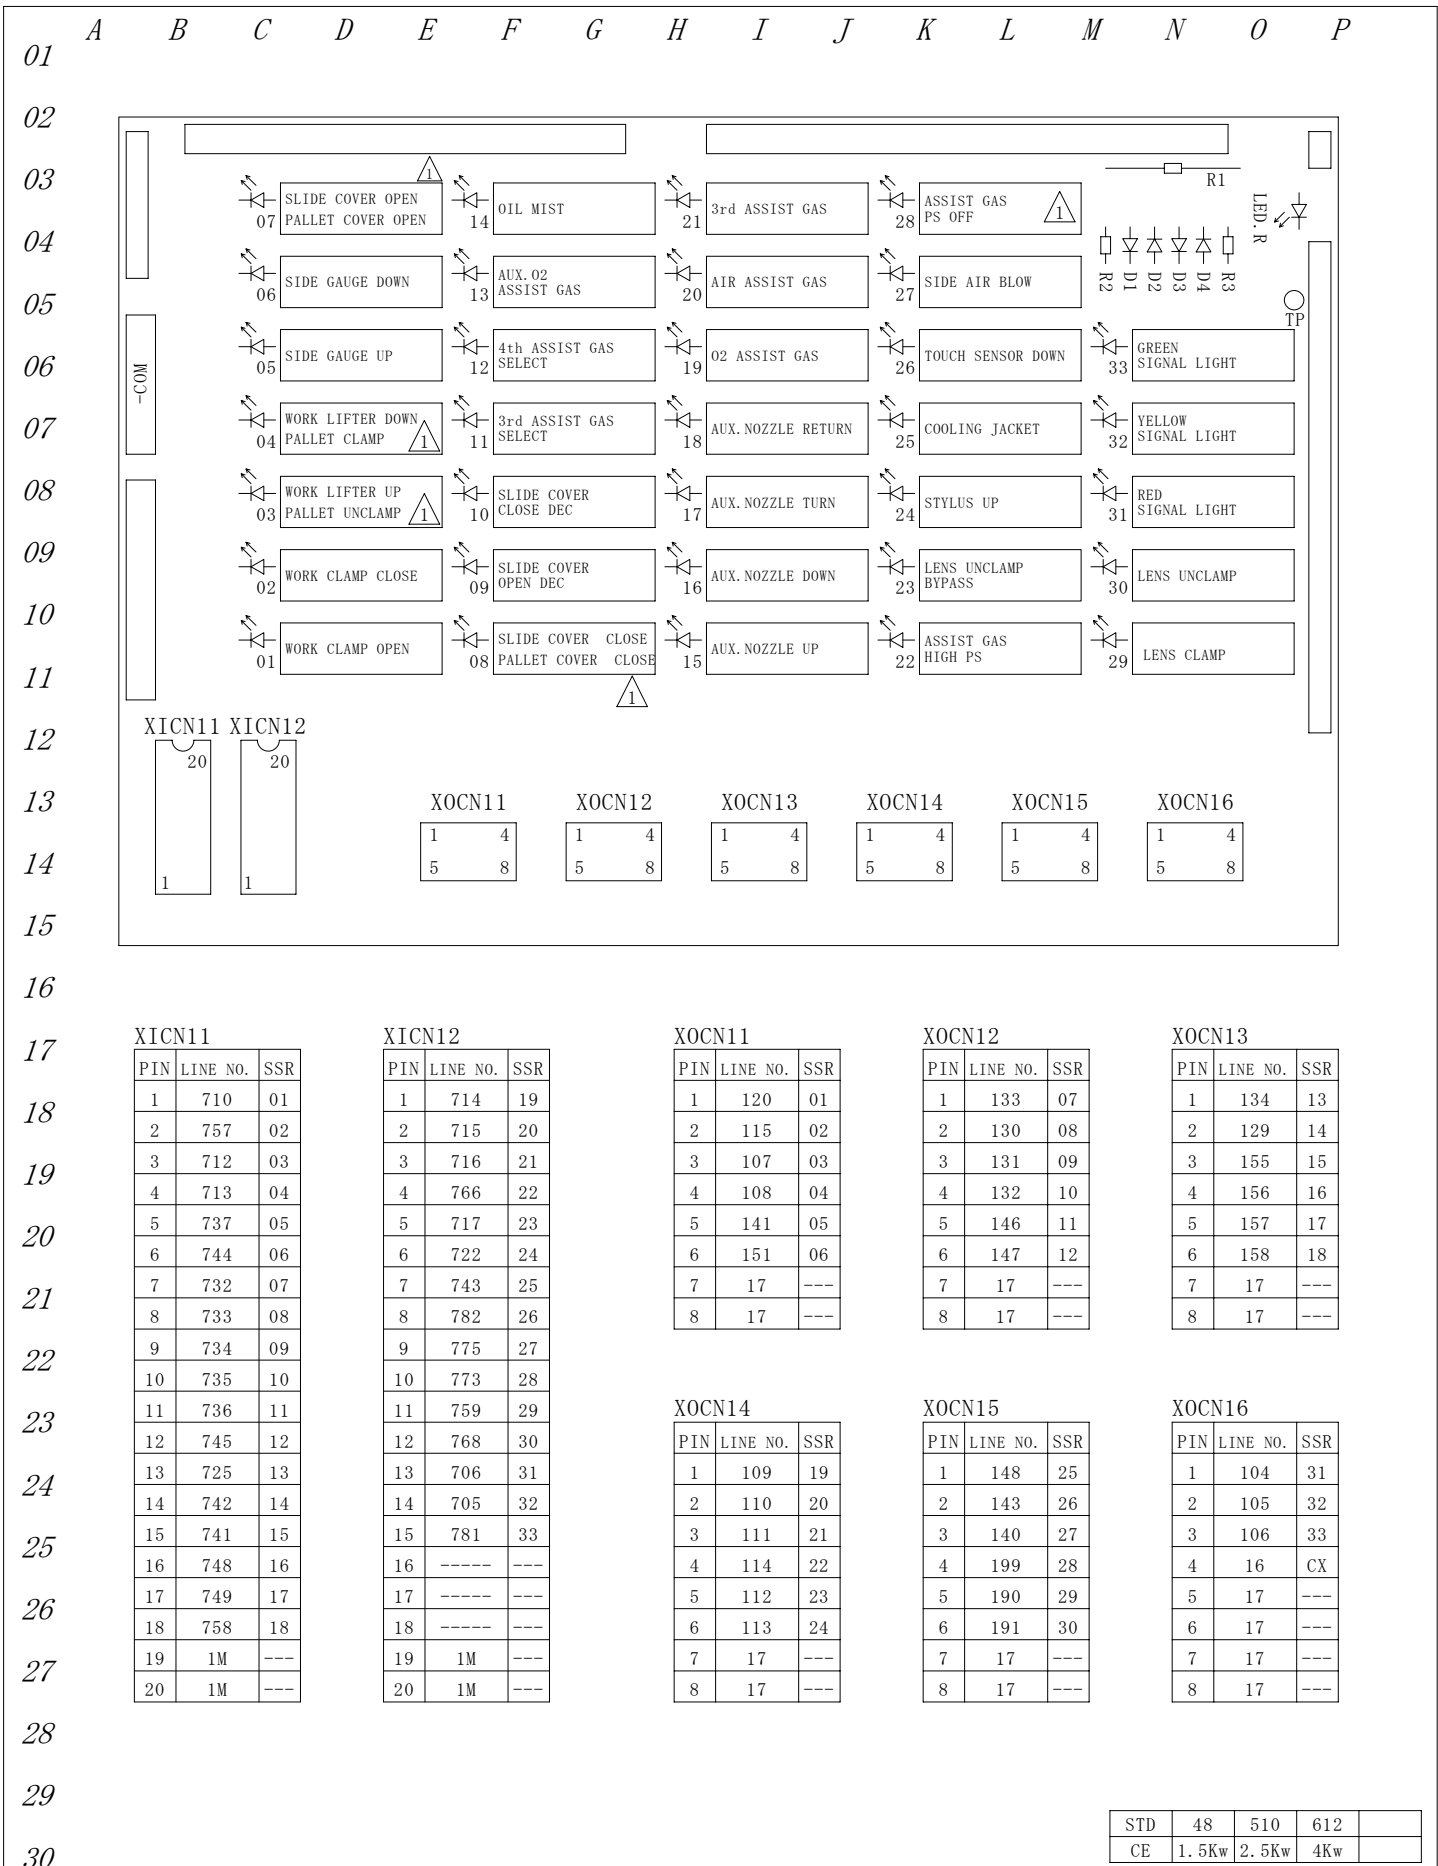 A B C D E F G H I J K L M N O P
01
02
03
04
05
06
07
08
09
10
11
12
13
14
15
16
17
18
19
20
21
22
23
24
25
26
27
28
29
30
-COM
07 SLIDE COVER OPEN
PALLET COVER OPEN
1
06 SIDE GAUGE DOWN
05 SIDE GAUGE UP
04 WORK LIFTER DOWN
PALLET CLAMP 1
03 WORK LIFTER UP
PALLET UNCLAMP 1
02 WORK CLAMP CLOSE
01 WORK CLAMP OPEN
14 OIL MIST
13 AUX.O2
ASSIST GAS
12 4th ASSIST GAS
SELECT
11 3rd ASSIST GAS
SELECT
10 SLIDE COVER
CLOSE DEC
09 SLIDE COVER
OPEN DEC
08 SLIDE COVER CLOSE
PALLET COVER CLOSE
1
21 3rd ASSIST GAS
20 AIR ASSIST GAS
19 O2 ASSIST GAS
18 AUX.NOZZLE RETURN
17 AUX.NOZZLE TURN
16 AUX.NOZZLE DOWN
15 AUX.NOZZLE UP
28 ASSIST GAS
PS OFF 1
27 SIDE AIR BLOW
26 TOUCH SENSOR DOWN
25 COOLING JACKET
24 STYLUS UP
23 LENS UNCLAMP
BYPASS
22 ASSIST GAS
HIGH PS
33 GREEN
SIGNAL LIGHT
32 YELLOW
SIGNAL LIGHT
31 RED
SIGNAL LIGHT
30 LENS UNCLAMP
29 LENS CLAMP
R1
LED.R
R2 D1 D2 D3 D4 R3
TP
XICN11 XICN12
20 20
1 1
XOCN11 XOCN12 XOCN13 XOCN14 XOCN15 XOCN16
1 4 1 4 1 4 1 4 1 4 1 4
5 8 5 8 5 8 5 8 5 8 5 8
XICN11
PIN LINE NO. SSR
1 710 01
2 757 02
3 712 03
4 713 04
5 737 05
6 744 06
7 732 07
8 733 08
9 734 09
10 735 10
11 736 11
12 745 12
13 725 13
14 742 14
15 741 15
16 748 16
17 749 17
18 758 18
19 1M ---
20 1M ---
XICN12
PIN LINE NO. SSR
1 714 19
2 715 20
3 716 21
4 766 22
5 717 23
6 722 24
7 743 25
8 782 26
9 775 27
10 773 28
11 759 29
12 768 30
13 706 31
14 705 32
15 781 33
16 ----- ---
17 ----- ---
18 ----- ---
19 1M ---
20 1M ---
XOCN11
PIN LINE NO. SSR
1 120 01
2 115 02
3 107 03
4 108 04
5 141 05
6 151 06
7 17 ---
8 17 ---
XOCN12
PIN LINE NO. SSR
1 133 07
2 130 08
3 131 09
4 132 10
5 146 11
6 147 12
7 17 ---
8 17 ---
XOCN13
PIN LINE NO. SSR
1 134 13
2 129 14
3 155 15
4 156 16
5 157 17
6 158 18
7 17 ---
8 17 ---
XOCN14
PIN LINE NO. SSR
1 109 19
2 110 20
3 111 21
4 114 22
5 112 23
6 113 24
7 17 ---
8 17 ---
XOCN15
PIN LINE NO. SSR
1 148 25
2 143 26
3 140 27
4 199 28
5 190 29
6 191 30
7 17 ---
8 17 ---
XOCN16
PIN LINE NO. SSR
1 104 31
2 105 32
3 106 33
4 16 CX
5 17 ---
6 17 ---
7 17 ---
8 17 ---
STD 48 510 612
CE 1.5Kw 2.5Kw 4Kw